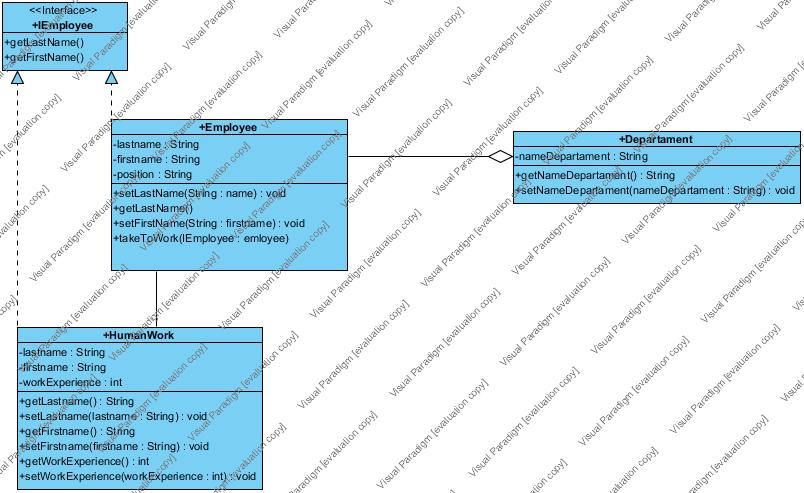 <<Interface>>
+IEmployee
+getLastName()
+getFirstName()
+Employee
-lastname : String
-firstname : String
-position : String
+setLastName(String : name) : void
+getLastName()
+setFirstName(String : firstname) : void
+takeToWork(IEmployee : emloyee)
+Departament
-nameDepartament : String
+getNameDepartament() : String
+setNameDepartament(nameDepartament : String) : void
+HumanWork
-lastname : String
-firstname : String
-workExperience : int
+getLastname() : String
+setLastname(lastname : String) : void
+getFirstname() : String
+setFirstname(firstname : String) : void
+getWorkExperience() : int
+setWorkExperience(workExperience : int) : void
Visual Paradigm [evaluation copy]